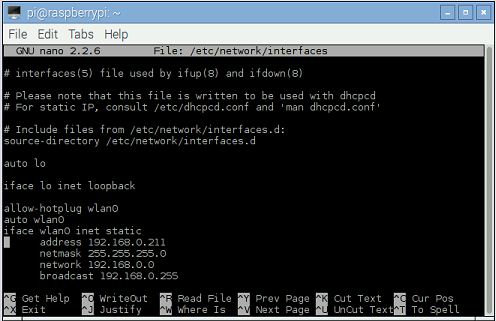 pi@raspberrypi: ~
File Edit Tabs Help
GNU nano 2.2.6 File: /etc/network/interfaces
# interfaces(5) file used by ifup(8) and ifdown(8)
# Please note that this file is written to be used with dhcpcd
# For static IP, consult /etc/dhcpcd.conf and 'man dhcpcd.conf'
# Include files from /etc/network/interfaces.d:
source-directory /etc/network/interfaces.d
auto lo
iface lo inet loopback
allow-hotplug wlan0
auto wlan0
iface wlan0 inet static
address 192.168.0.211
netmask 255.255.255.0
network 192.168.0.0
broadcast 192.168.0.255
^G Get Help ^O WriteOut ^R Read File ^Y Prev Page ^K Cut Text ^C Cur Pos
^X Exit ^J Justify ^W Where Is ^V Next Page ^U UnCut Text ^T To Spell